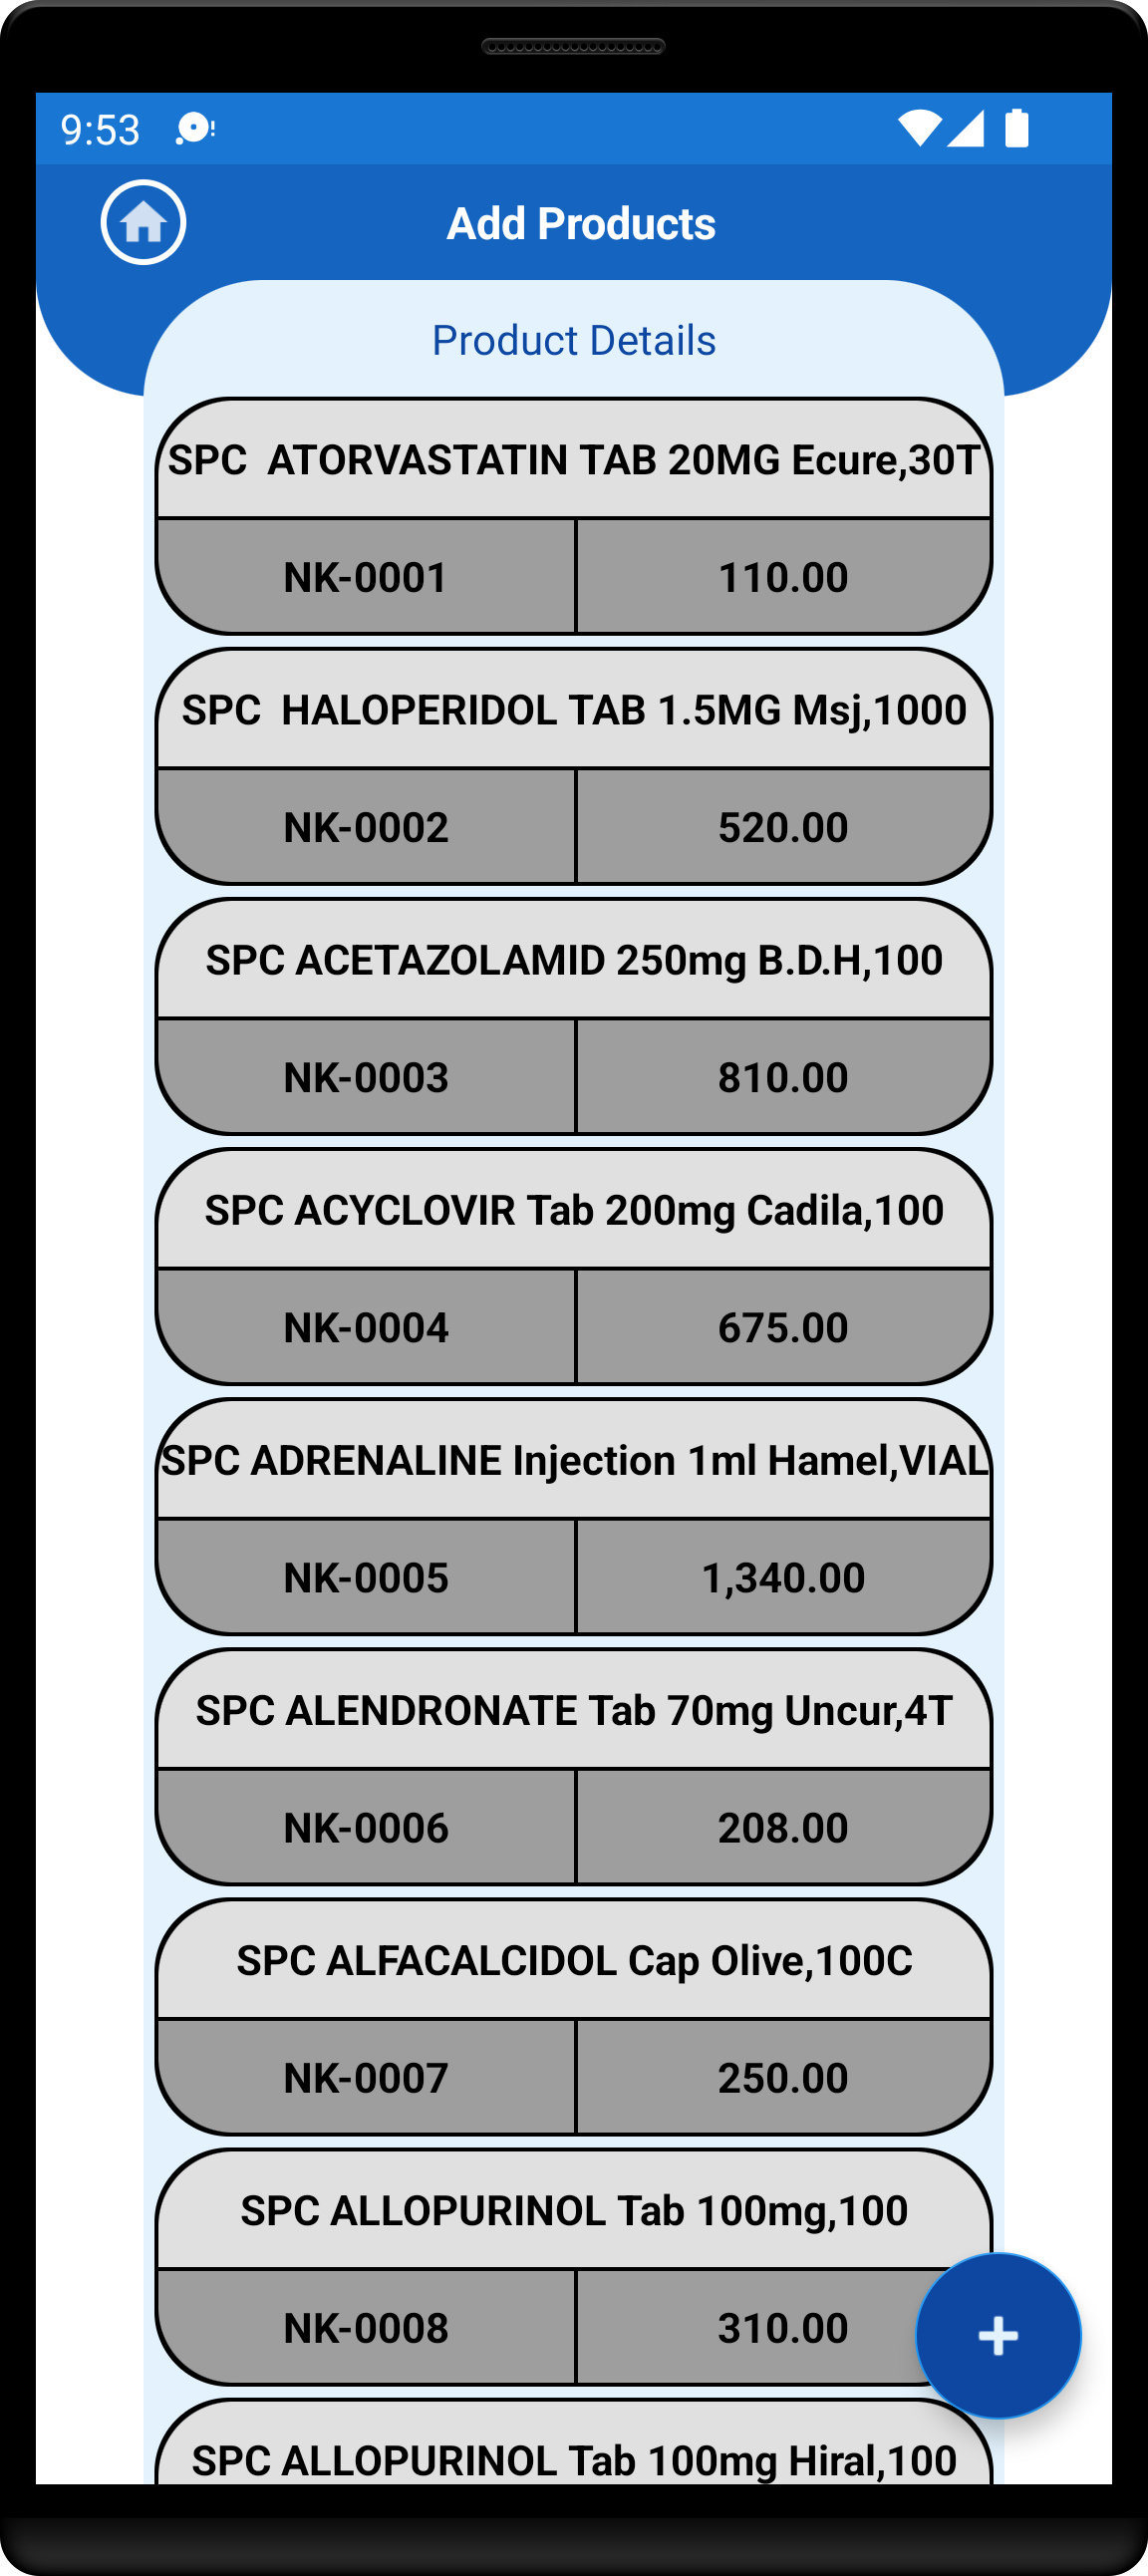 9:53
Add Products
Product Details
SPC  ATORVASTATIN TAB 20MG Ecure,30T
NK-0001 110.00
SPC  HALOPERIDOL TAB 1.5MG Msj,1000
NK-0002 520.00
SPC ACETAZOLAMID 250mg B.D.H,100
NK-0003 810.00
SPC ACYCLOVIR Tab 200mg Cadila,100
NK-0004 675.00
SPC ADRENALINE Injection 1ml Hamel,VIAL
NK-0005 1,340.00
SPC ALENDRONATE Tab 70mg Uncur,4T
NK-0006 208.00
SPC ALFACALCIDOL Cap Olive,100C
NK-0007 250.00
SPC ALLOPURINOL Tab 100mg,100
NK-0008 310.00
+
SPC ALLOPURINOL Tab 100mg Hiral,100